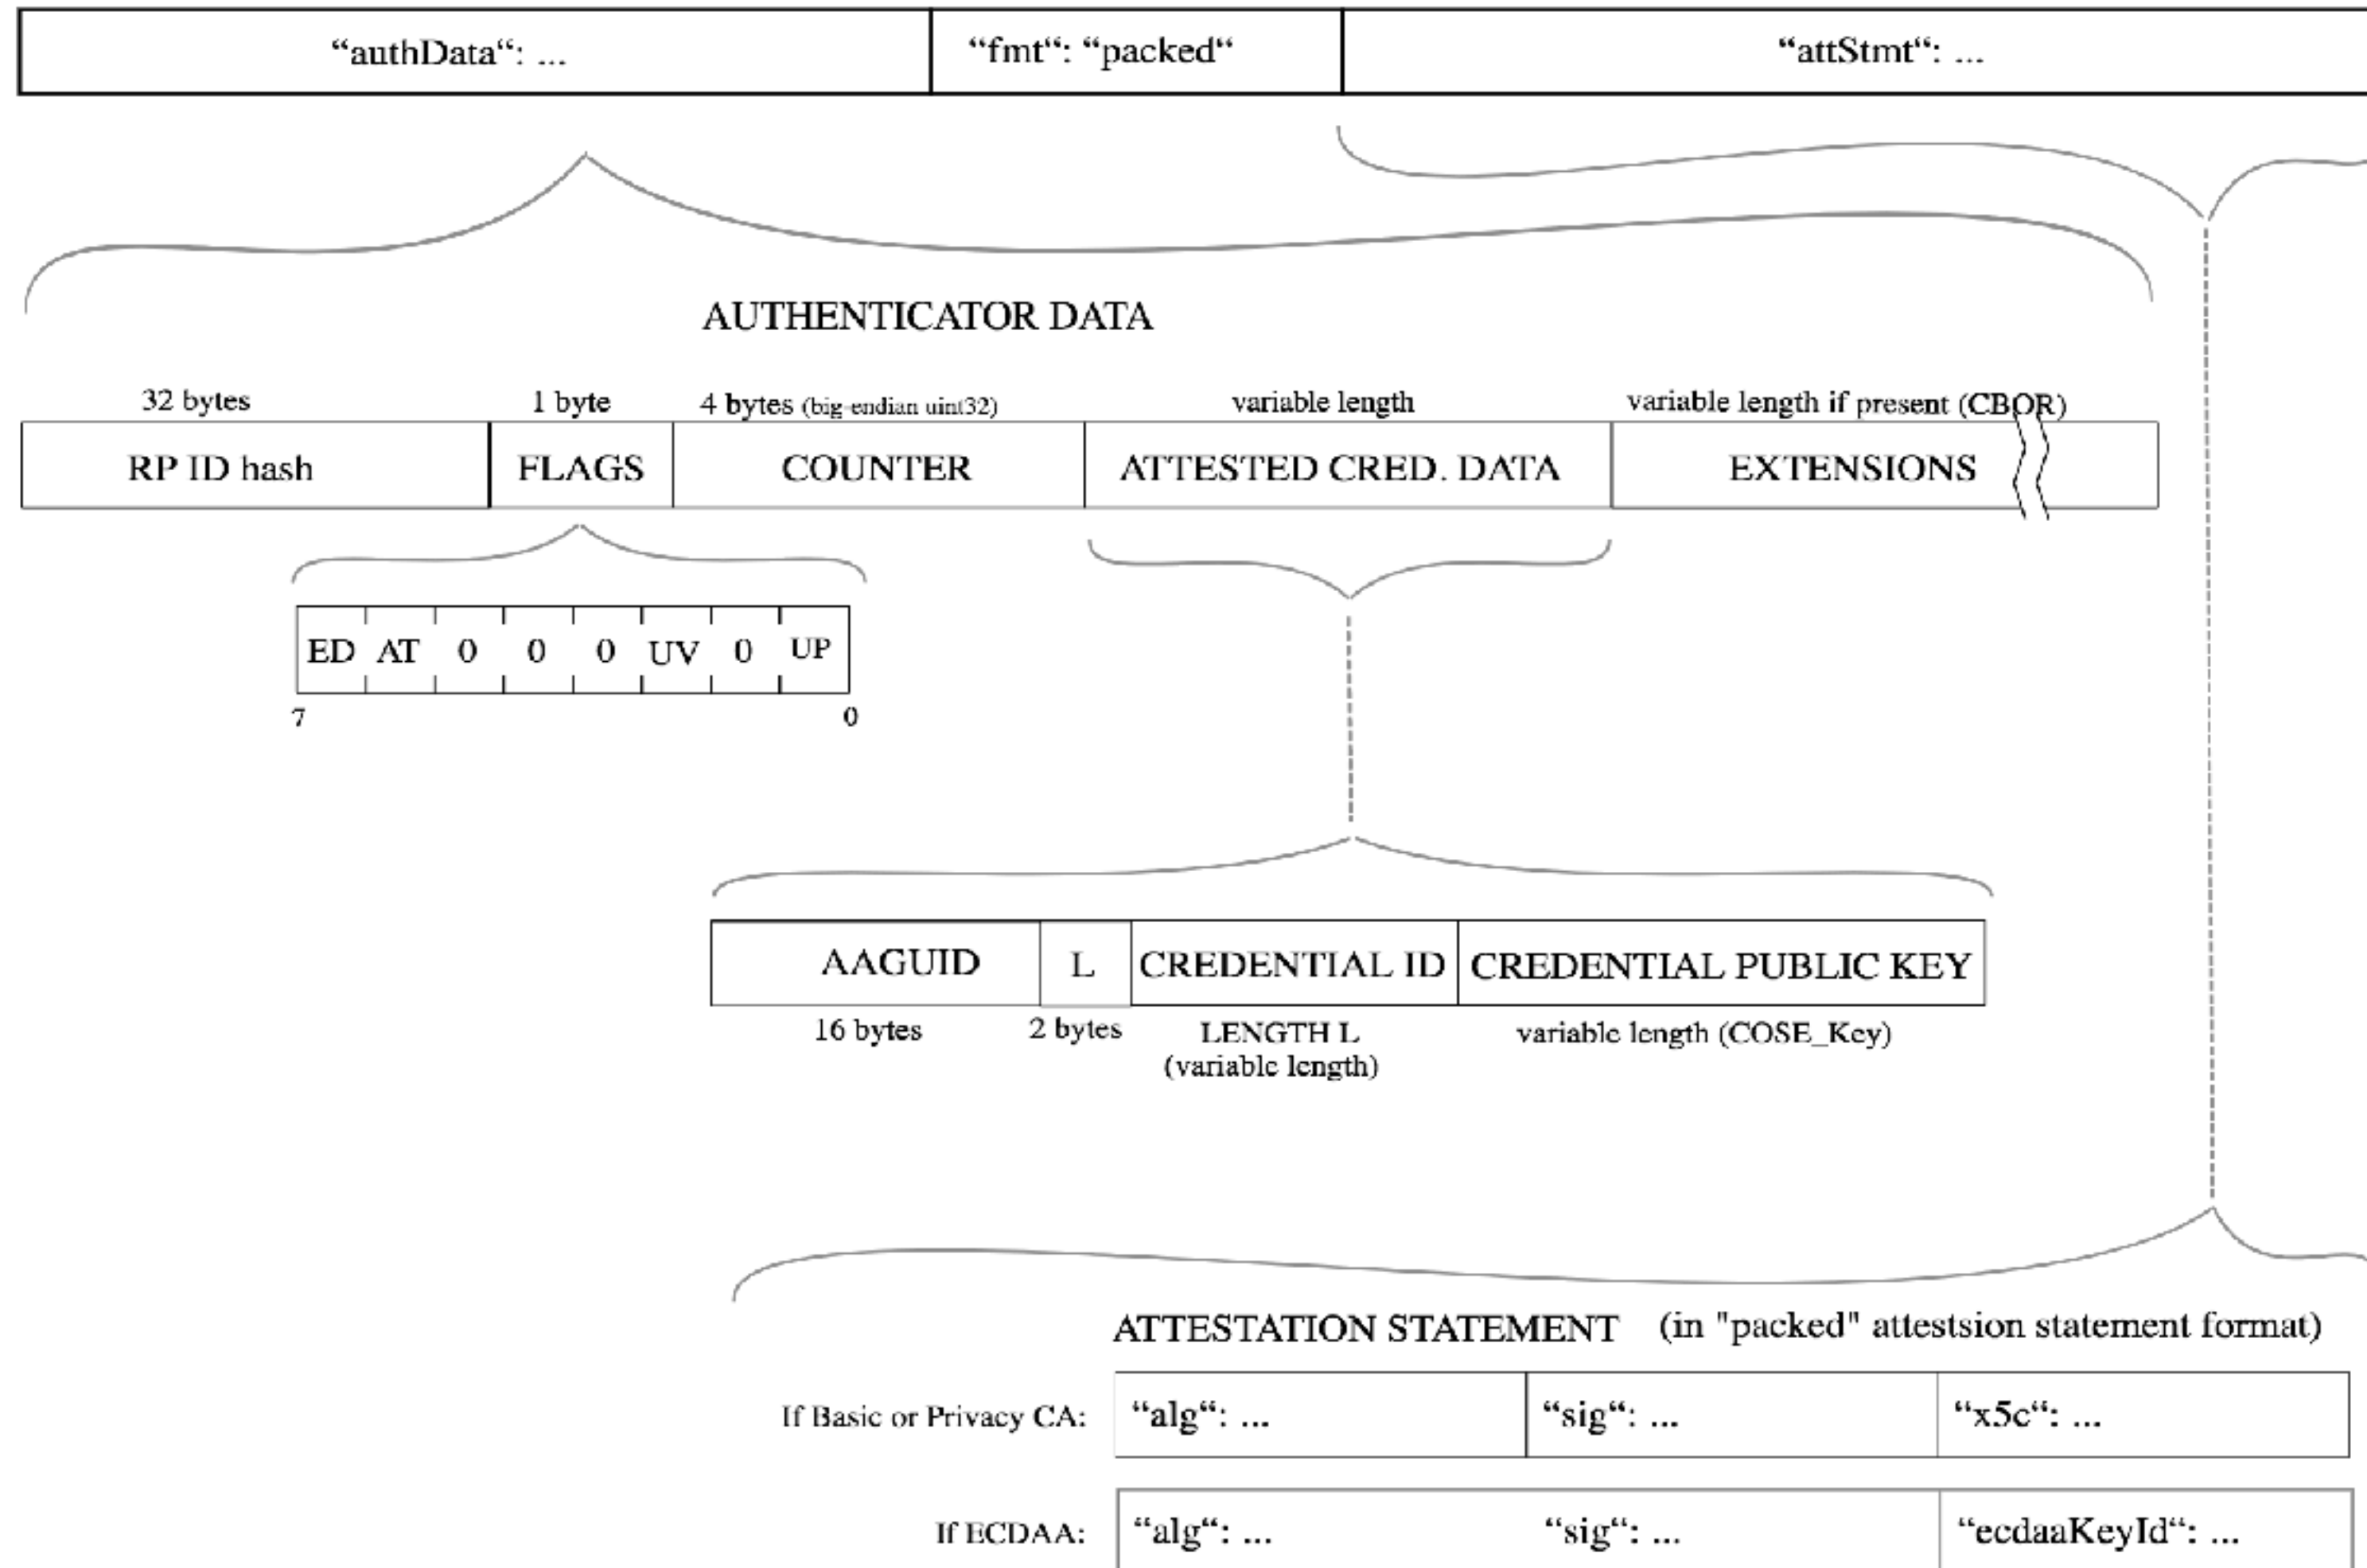 “authData“: ... “fmt“: “packed“ “attStmt“: ...
AUTHENTICATOR DATA
32 bytes 1 byte 4 bytes (big-endian uint32) variable length variable length if present (CBOR)
RP ID hash FLAGS COUNTER ATTESTED CRED. DATA EXTENSIONS
ED AT 0 0 0 UV 0 UP
7 0
AAGUID L CREDENTIAL ID CREDENTIAL PUBLIC KEY
16 bytes 2 bytes LENGTH L variable length (COSE_Key)
(variable length)
ATTESTATION STATEMENT (in "packed" attestsion statement format)
If Basic or Privacy CA: “alg“: ... “sig“: ... “x5c“: ...
If ECDAA: “alg“: ... “sig“: ... “ecdaaKeyId“: ...